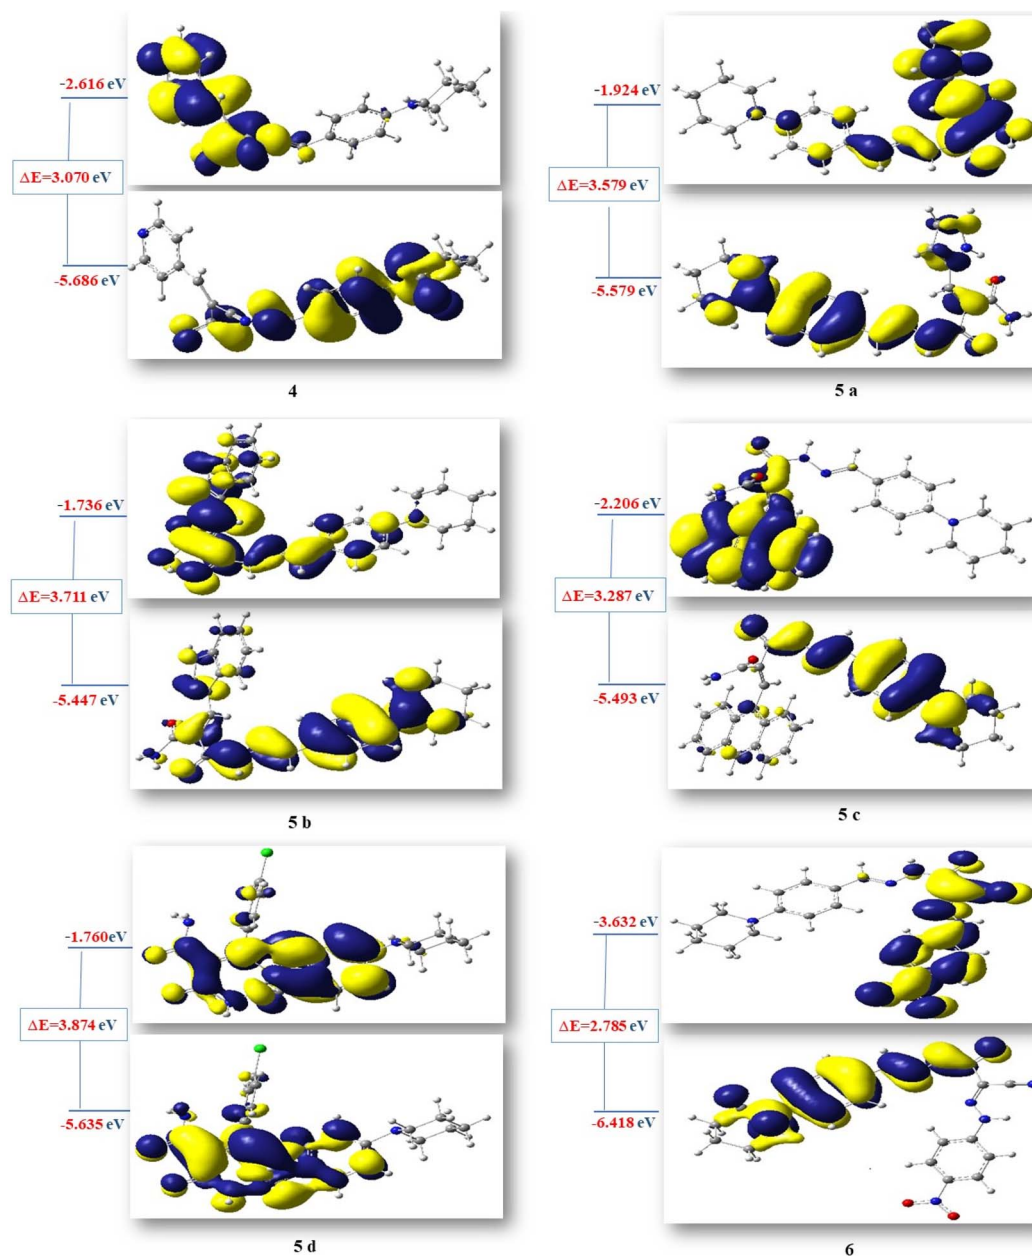 -2.616 eV
ΔE=3.070 eV
-5.686 eV
4
-1.924 eV
ΔE=3.579 eV
-5.579 eV
5 a
-1.736 eV
ΔE=3.711 eV
-5.447 eV
5 b
-2.206 eV
ΔE=3.287 eV
-5.493 eV
5 c
-1.760eV
ΔE=3.874 eV
-5.635 eV
5 d
-3.632 eV
ΔE=2.785 eV
-6.418 eV
6